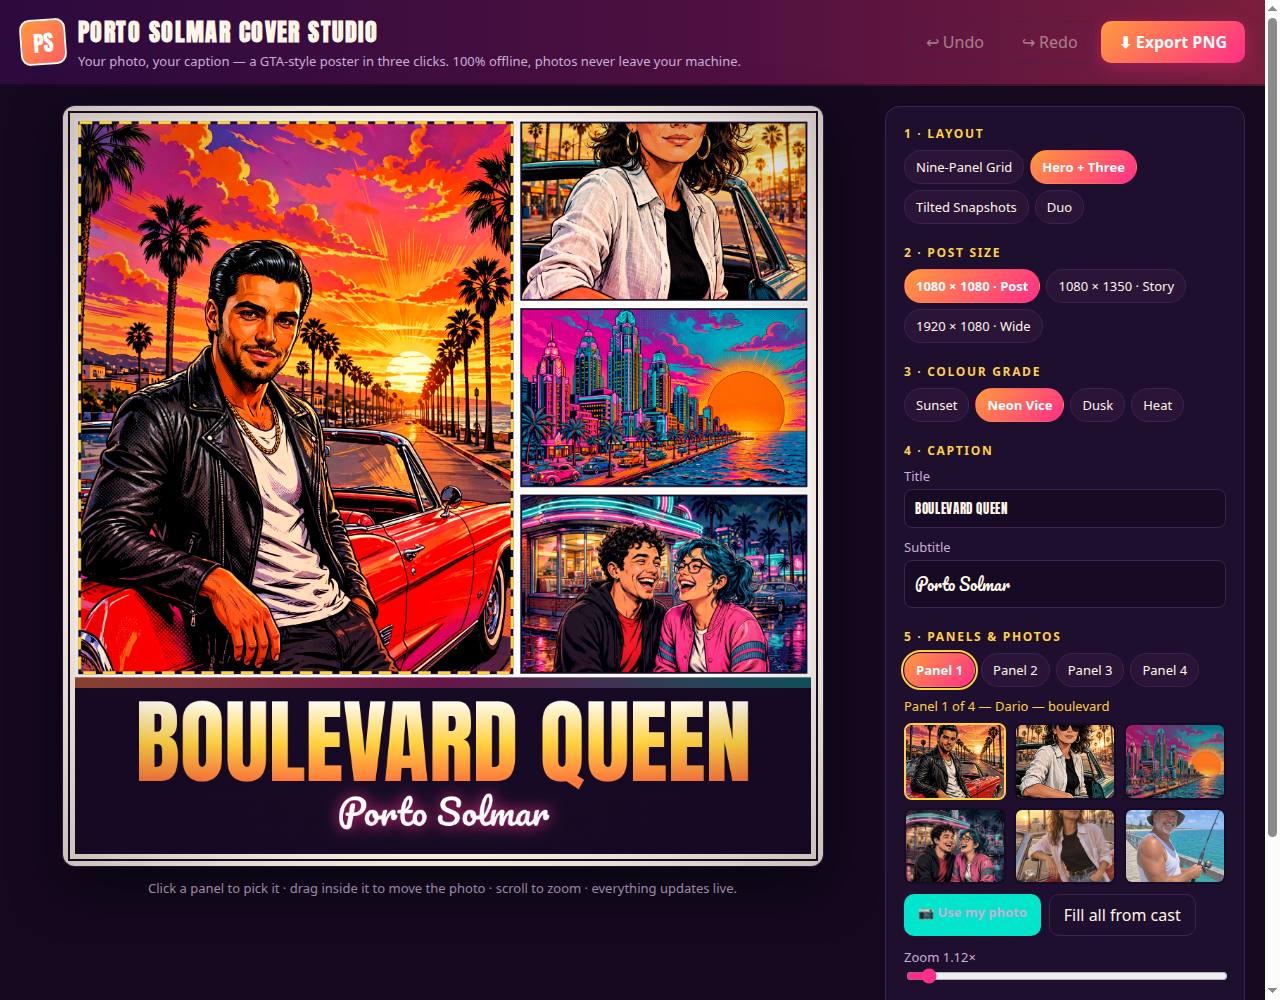 PS
PORTO SOLMAR COVER STUDIO
Your photo, your caption — a GTA-style poster in three clicks. 100% offline, photos never leave your machine.
↩ Undo
↪ Redo
⬇ Export PNG
BOULEVARD QUEEN
Porto Solmar
Click a panel to pick it · drag inside it to move the photo · scroll to zoom · everything updates live.
1 · LAYOUT
Nine-Panel Grid
Hero + Three
Tilted Snapshots
Duo
2 · POST SIZE
1080 × 1080 · Post
1080 × 1350 · Story
1920 × 1080 · Wide
3 · COLOUR GRADE
Sunset
Neon Vice
Dusk
Heat
4 · CAPTION
Title
BOULEVARD QUEEN
Subtitle
Porto Solmar
5 · PANELS & PHOTOS
Panel 1
Panel 2
Panel 3
Panel 4
Panel 1 of 4 — Dario — boulevard
📷 Use my photo
Fill all from cast
Zoom 1.12×